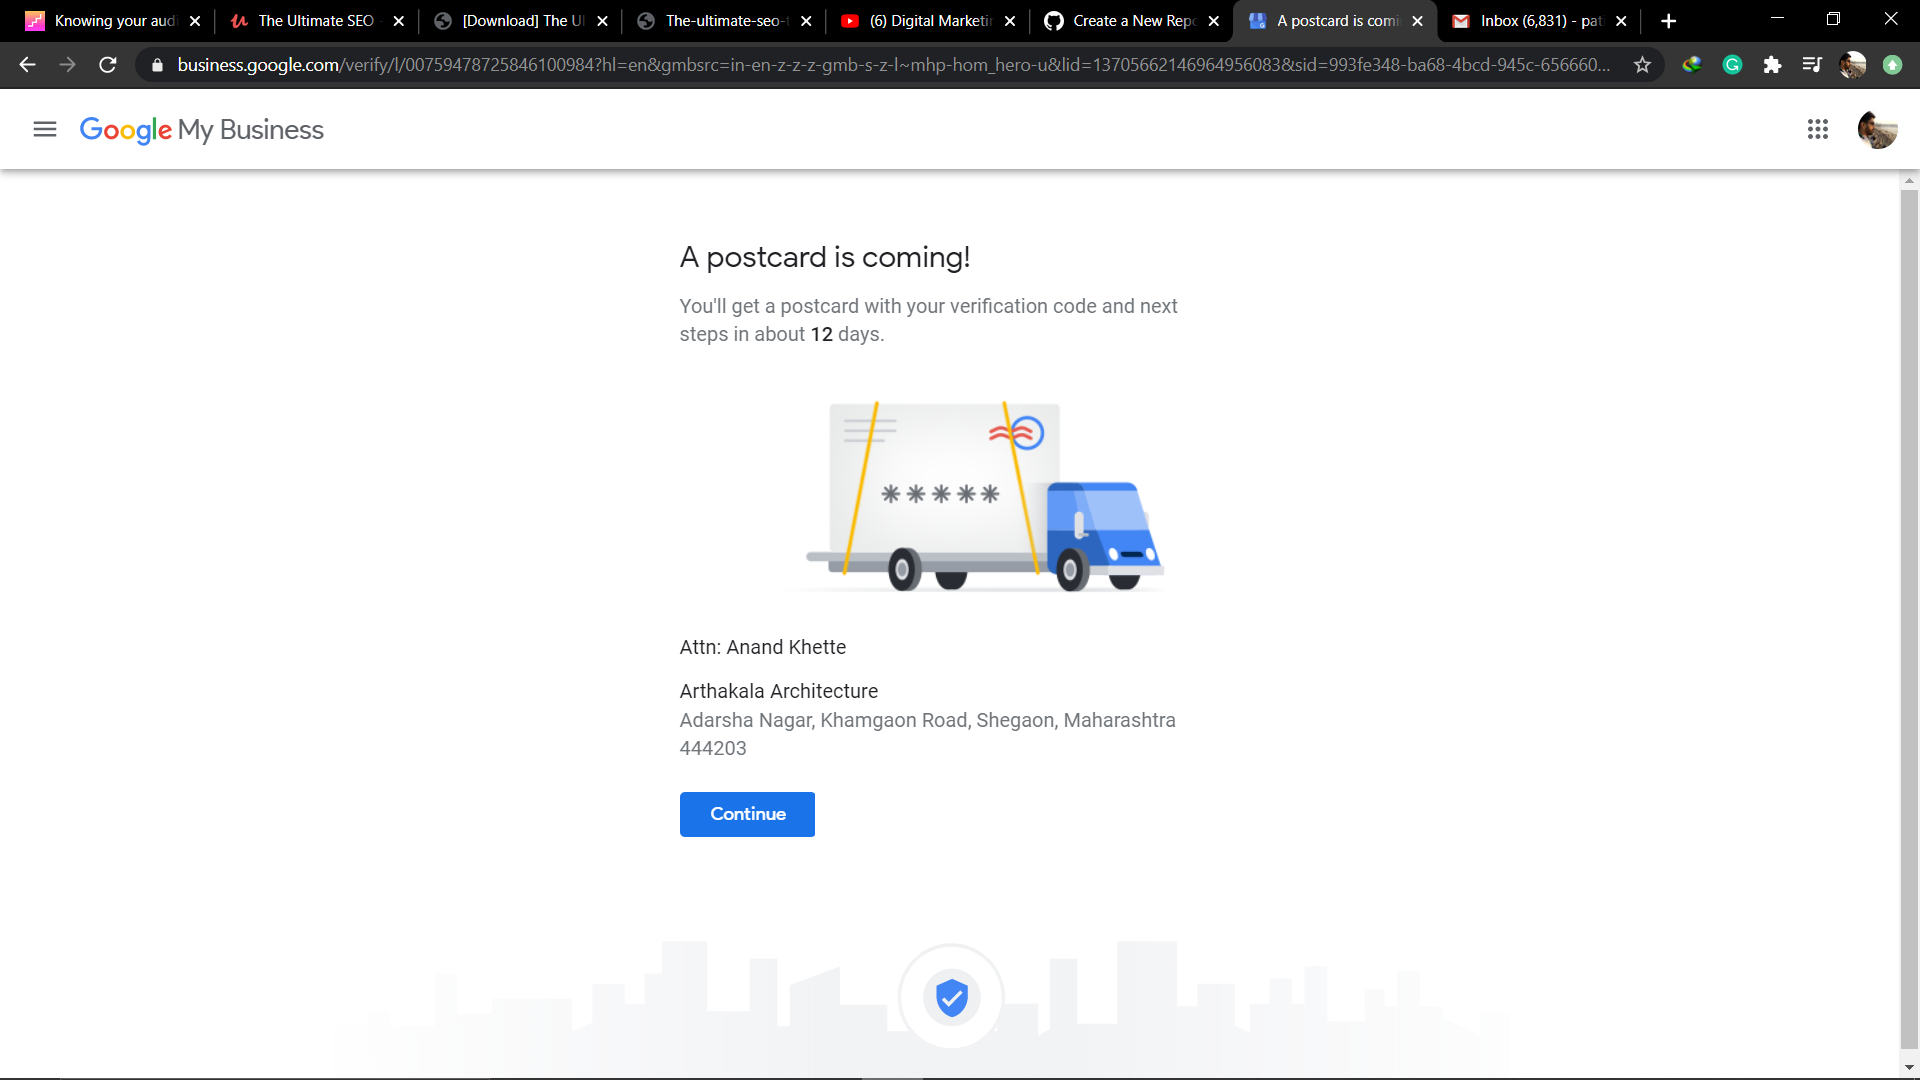 Knowing your aud
The Ultimate SEO
[Download] The Ul
The-ultimate-seo-t
(6) Digital Marketin
Create a New Repo
A postcard is comi
Inbox (6,831) - pat
business.google.com/verify/l/00759478725846100984?hl=en&gmbsrc=in-en-z-z-z-gmb-s-z-l~mhp-hom_hero-u&lid=13705662146964956083&sid=993fe348-ba68-4bcd-945c-656660...
Google My Business
A postcard is coming!
You'll get a postcard with your verification code and next
steps in about 12 days.
*****
Attn: Anand Khette
Arthakala Architecture
Adarsha Nagar, Khamgaon Road, Shegaon, Maharashtra
444203
Continue